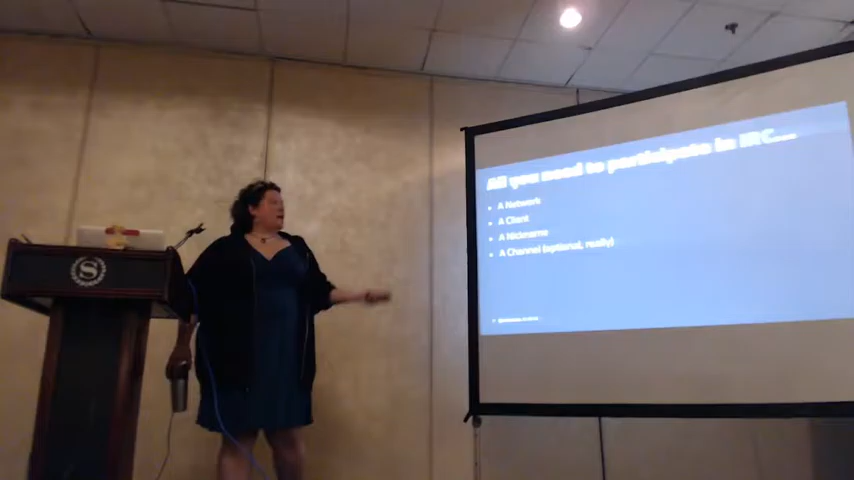 All you need to participate in IRC...
A Network
A Client
A Nickname
A Channel (optional, really)
S